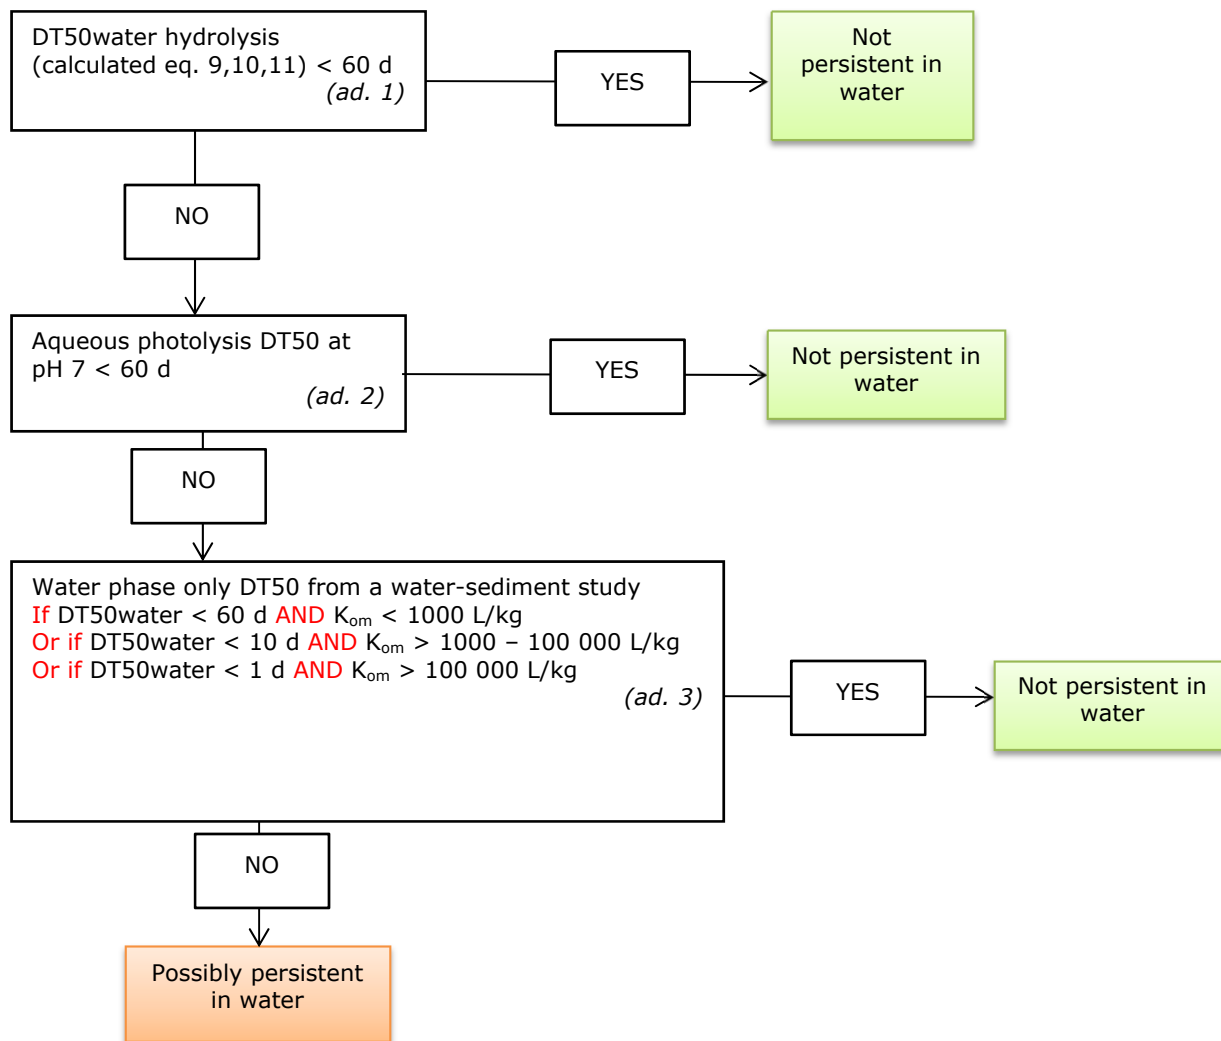 DT50water hydrolysis
(calculated eq. 9,10,11) < 60 d
(ad. 1)
YES
Not
persistent in
water
NO
Aqueous photolysis DT50 at
pH 7 < 60 d
(ad. 2)
YES
Not persistent in
water
NO
Water phase only DT50 from a water-sediment study
If DT50water < 60 d AND Kom < 1000 L/kg
Or if DT50water < 10 d AND Kom > 1000 – 100 000 L/kg
Or if DT50water < 1 d AND Kom > 100 000 L/kg
(ad. 3)
YES
Not persistent in
water
NO
Possibly persistent
in water